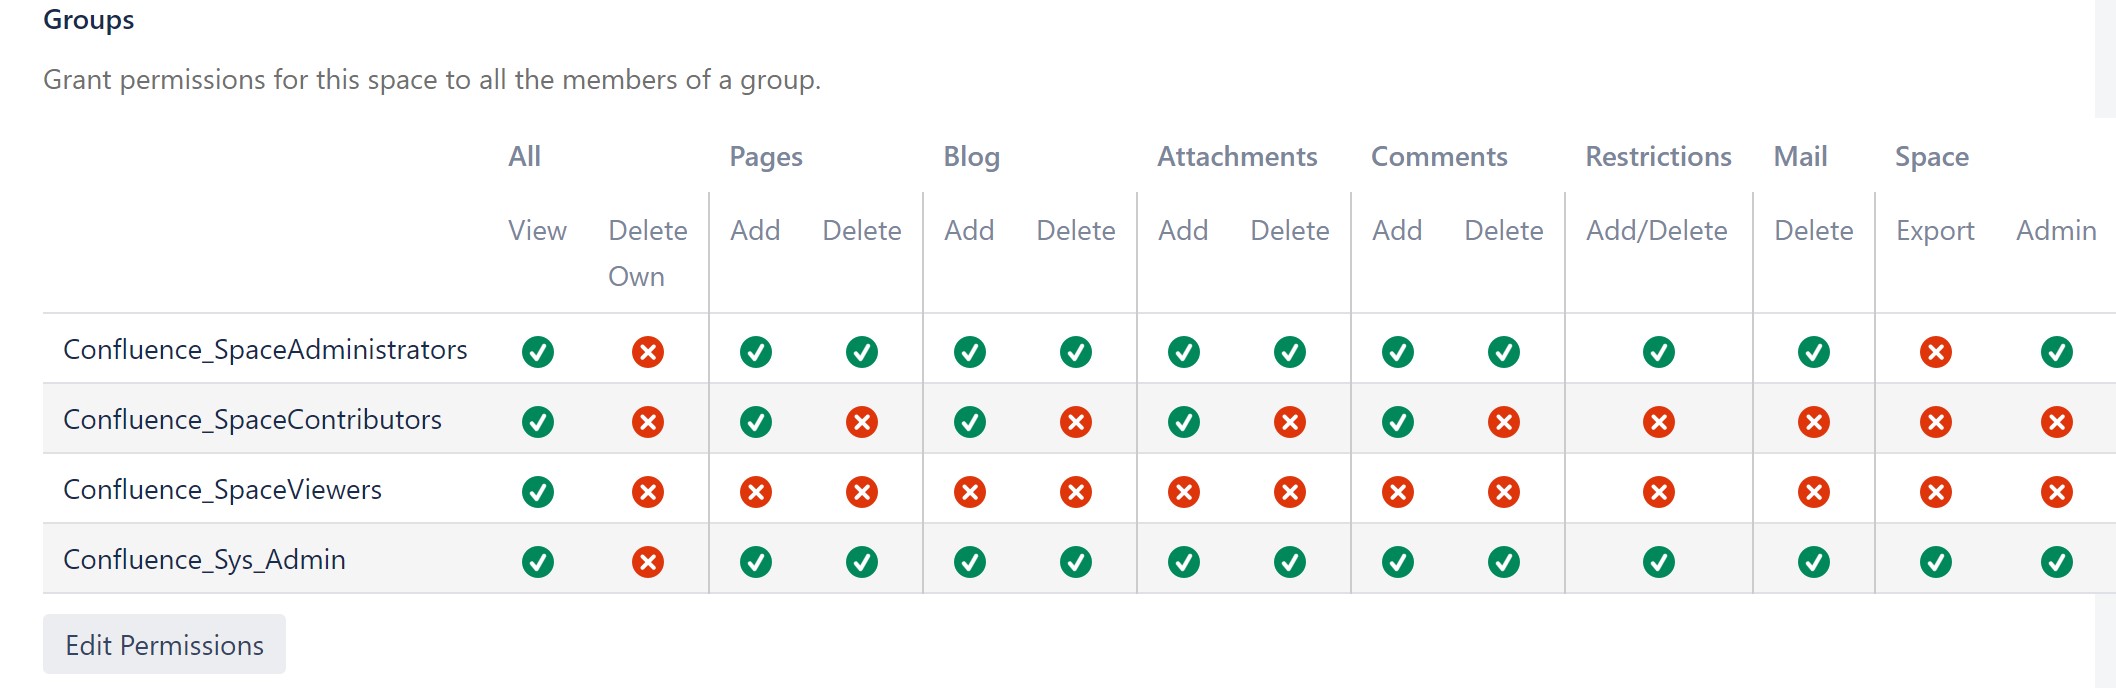 Groups
Grant permissions for this space to all the members of a group.
All Pages Blog Attachments Comments Restrictions Mail Space
View Delete Own Add Delete Add Delete Add Delete Add Delete Add/Delete Delete Export Admin
Confluence_SpaceAdministrators
Confluence_SpaceContributors
Confluence_SpaceViewers
Confluence_Sys_Admin
Edit Permissions